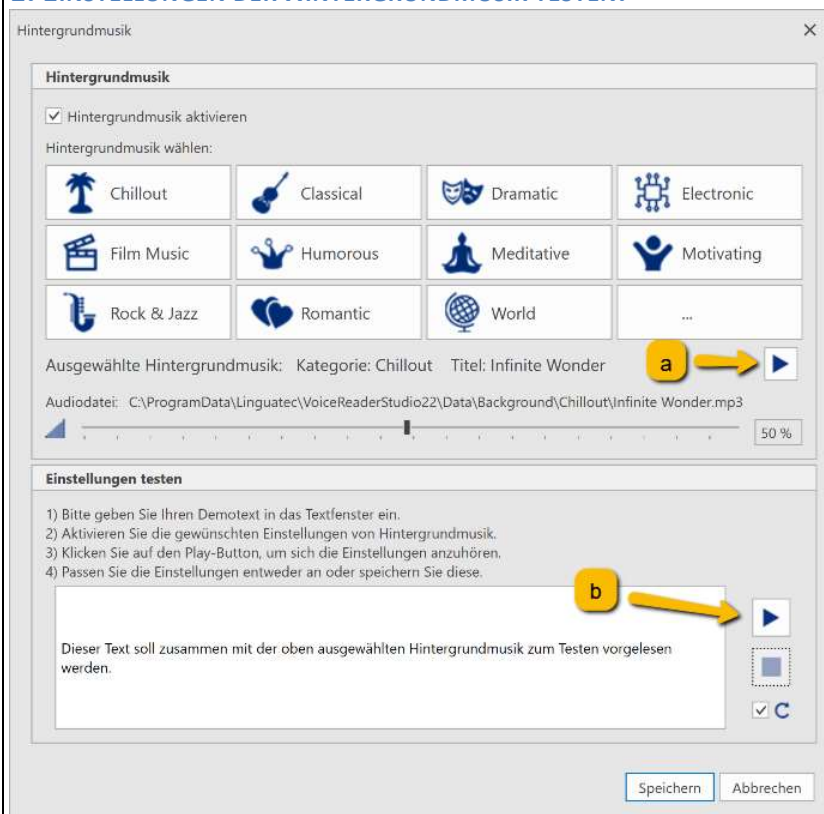 2. EINSTELLUNGEN DER HINTERGRUNDMUSIK TESTEN:
Hintergrundmusik
Hintergrundmusik
Hintergrundmusik aktivieren
Hintergrundmusik wählen:
Chillout Classical Dramatic Electronic
Film Music Humorous Meditative Motivating
Rock & Jazz Romantic World ...
Ausgewählte Hintergrundmusik: Kategorie: Chillout Titel: Infinite Wonder a
Audiodatei: C:\ProgramData\Linguatec\VoiceReaderStudio22\Data\Background\Chillout\Infinite Wonder.mp3
50 %
Einstellungen testen
1) Bitte geben Sie Ihren Demotext in das Textfenster ein.
2) Aktivieren Sie die gewünschten Einstellungen von Hintergrundmusik.
3) Klicken Sie auf den Play-Button, um sich die Einstellungen anzuhören.
4) Passen Sie die Einstellungen entweder an oder speichern Sie diese.
b
Dieser Text soll zusammen mit der oben ausgewählten Hintergrundmusik zum Testen vorgelesen
werden.
Speichern Abbrechen